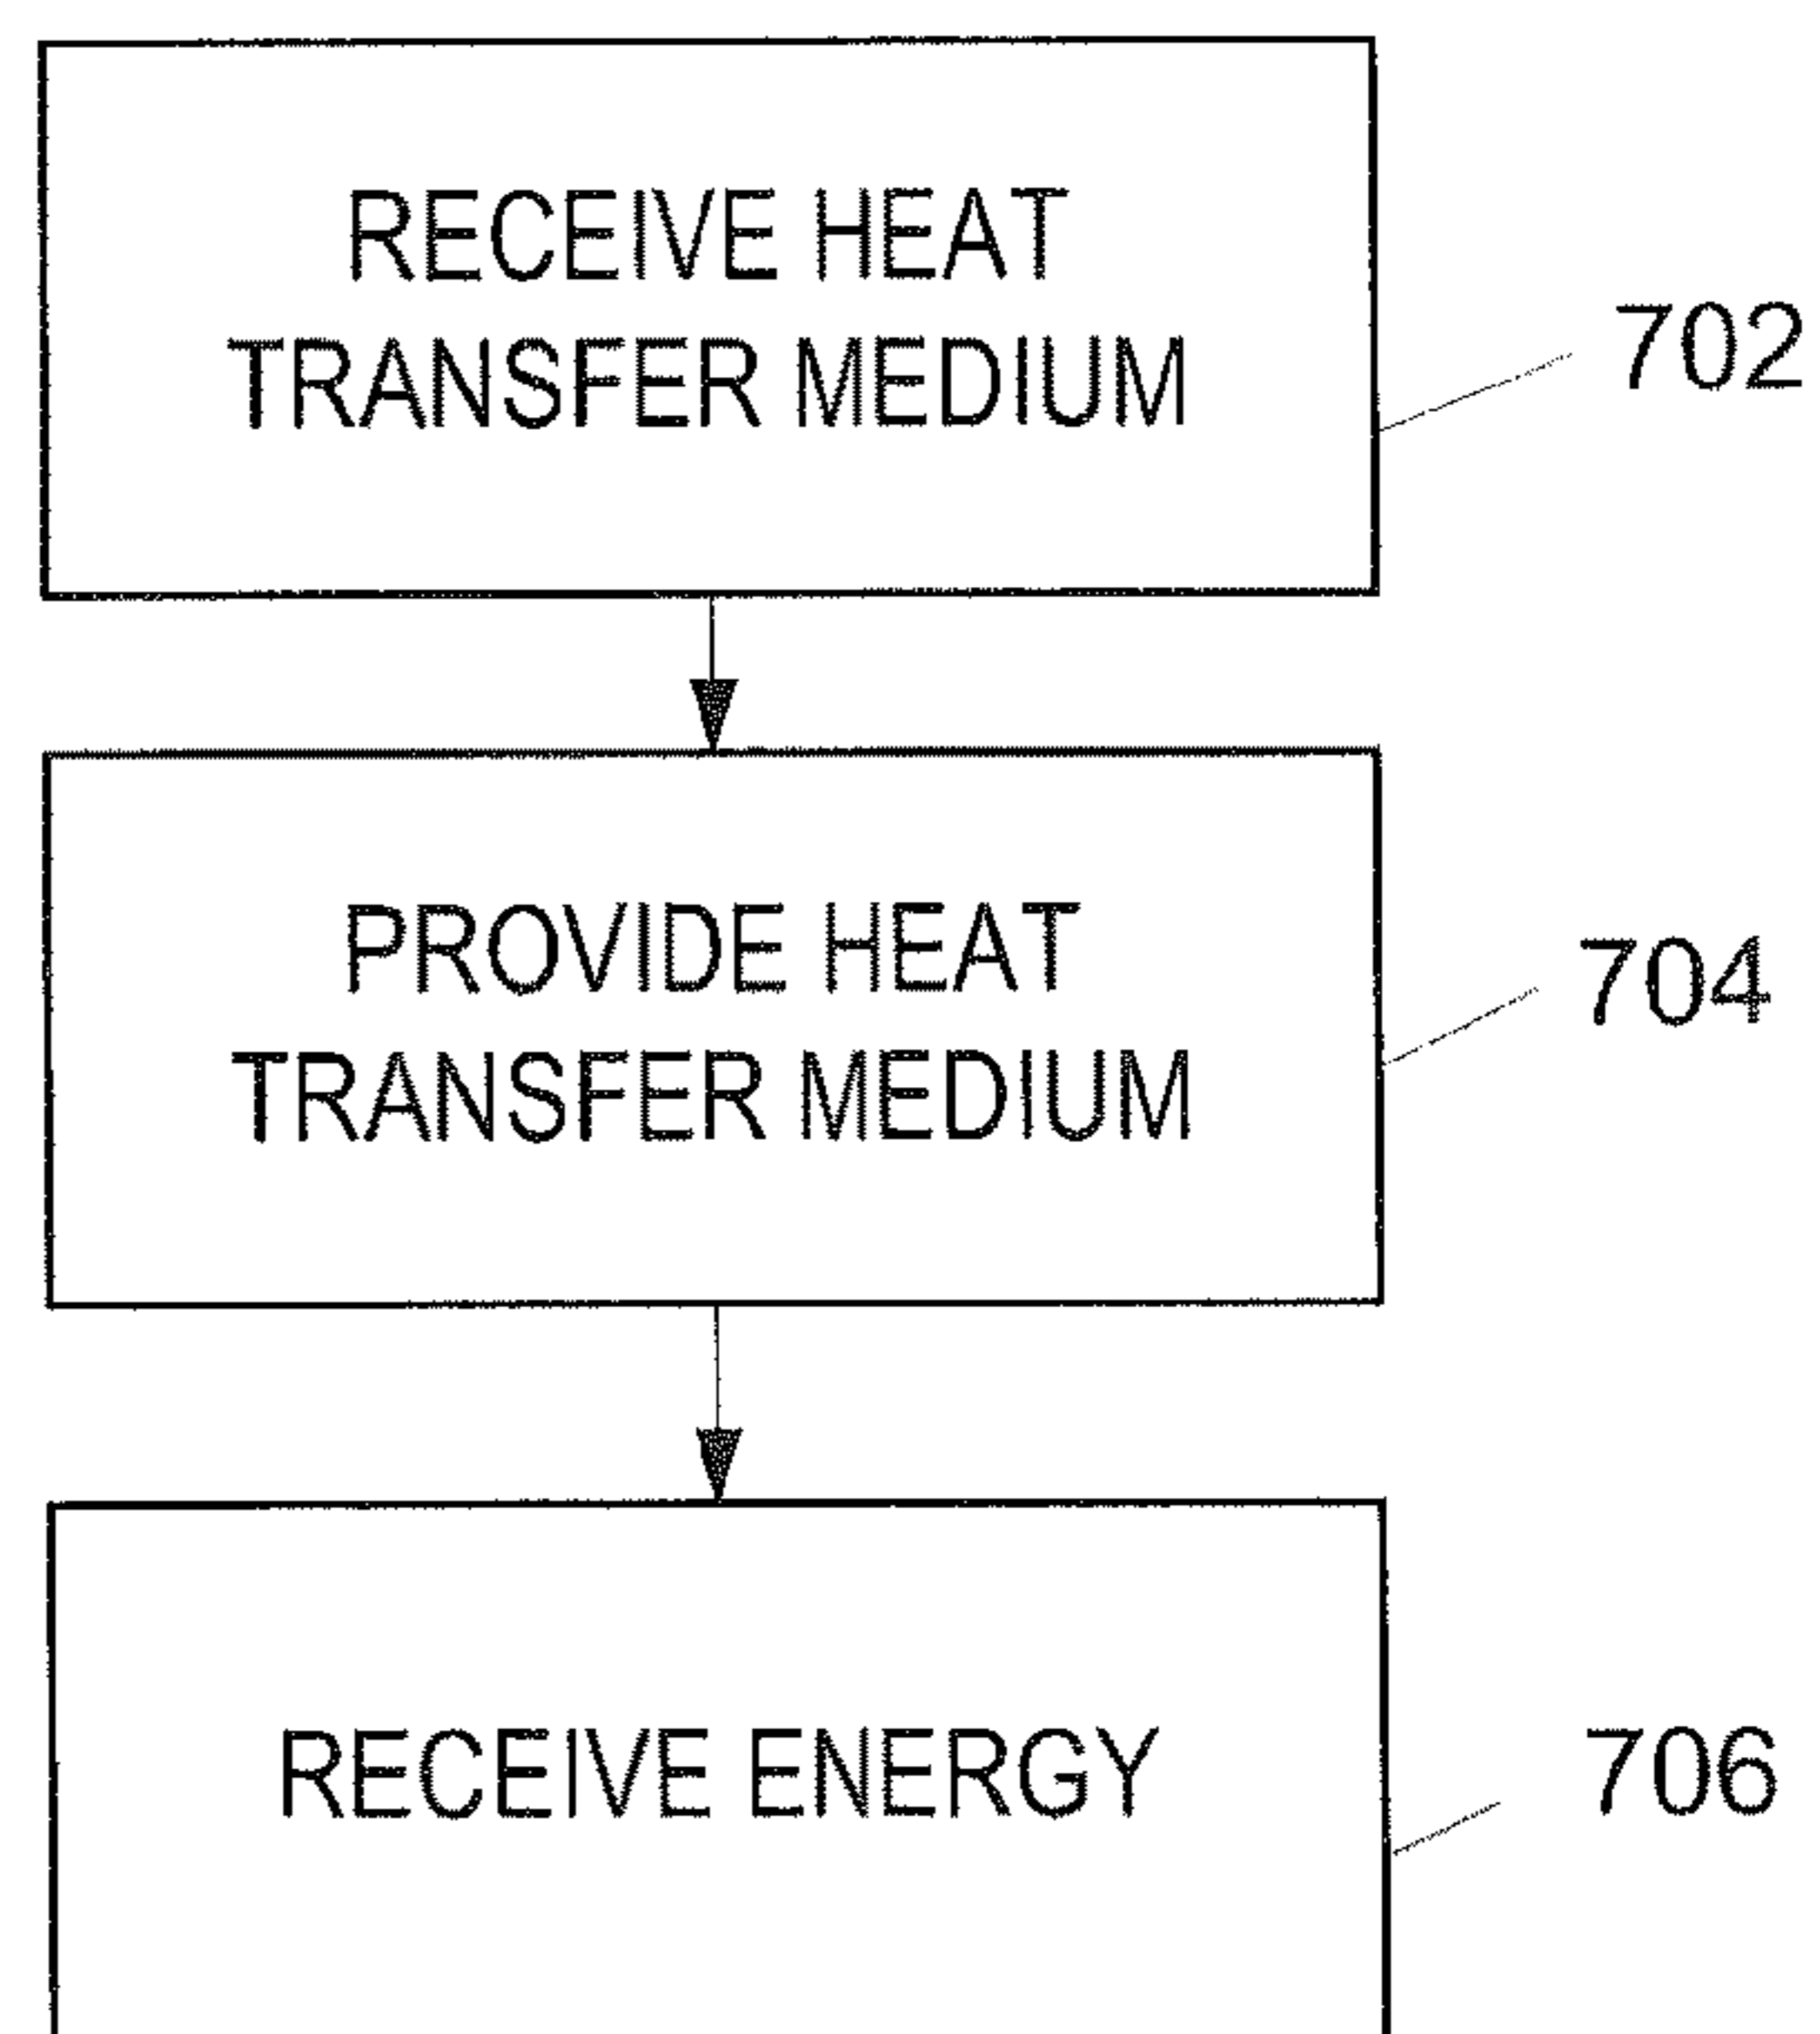 RECEIVE HEAT
TRANSFER MEDIUM
702
PROVIDE HEAT
TRANSFER MEDIUM
704
RECEIVE ENERGY
706